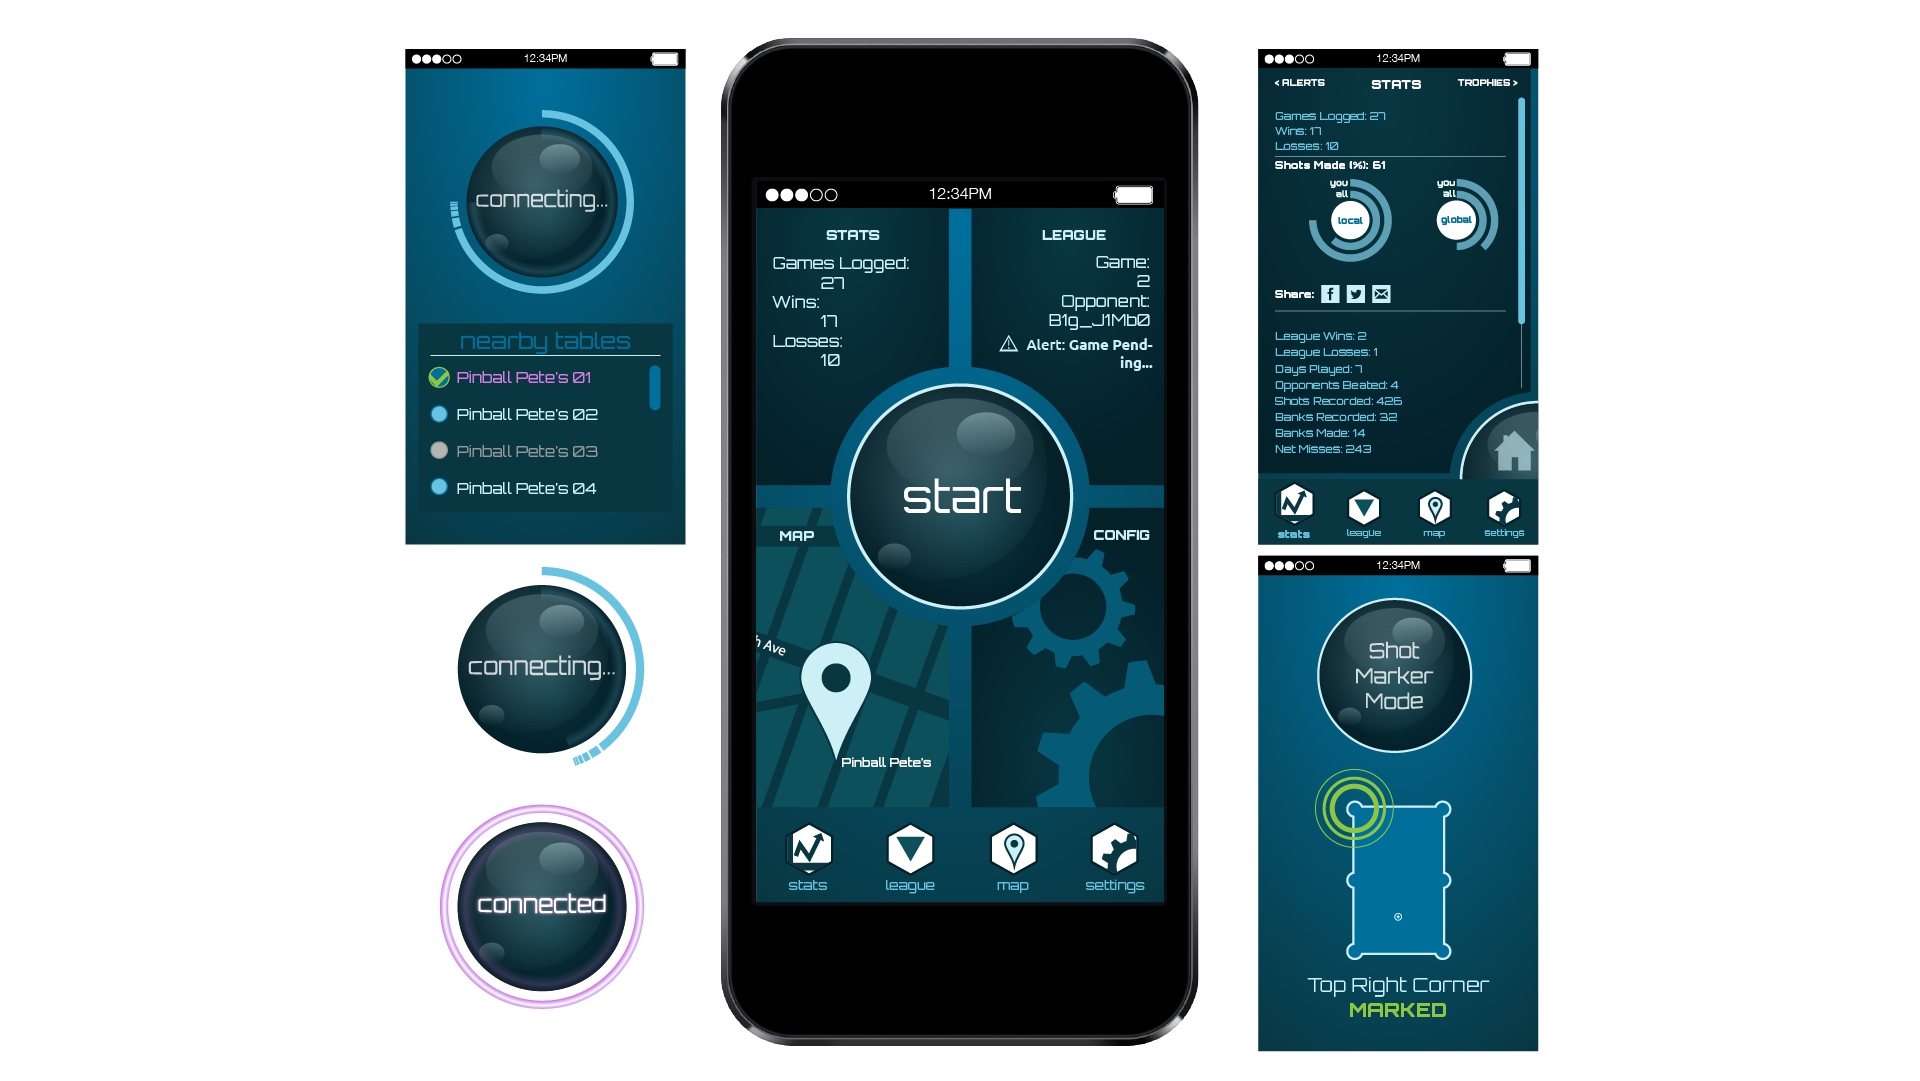 12:34PM
connecting...
nearby tables
Pinball Pete's 01
Pinball Pete's 02
Pinball Pete's 03
Pinball Pete's 04
connecting...
connected
12:34PM
STATS
Games Logged:
27
Wins:
17
Losses:
10
LEAGUE
Game:
2
Opponent:
B1g_J1Mb0
Alert: Game Pend-
ing...
start
MAP
h Ave
Pinball Pete's
CONFIG
stats
league
map
settings
12:34PM
< ALERTS
STATS
TROPHIES >
Games Logged: 27
Wins: 17
Losses: 10
Shots Made (%): 61
you
all
local
you
all
global
Share:
League Wins: 2
League Losses: 1
Days Played: 7
Opponents Beated: 4
Shots Recorded: 426
Banks Recorded: 32
Banks Made: 14
Net Misses: 243
stats
league
map
settings
12:34PM
Shot
Marker
Mode
Top Right Corner
MARKED